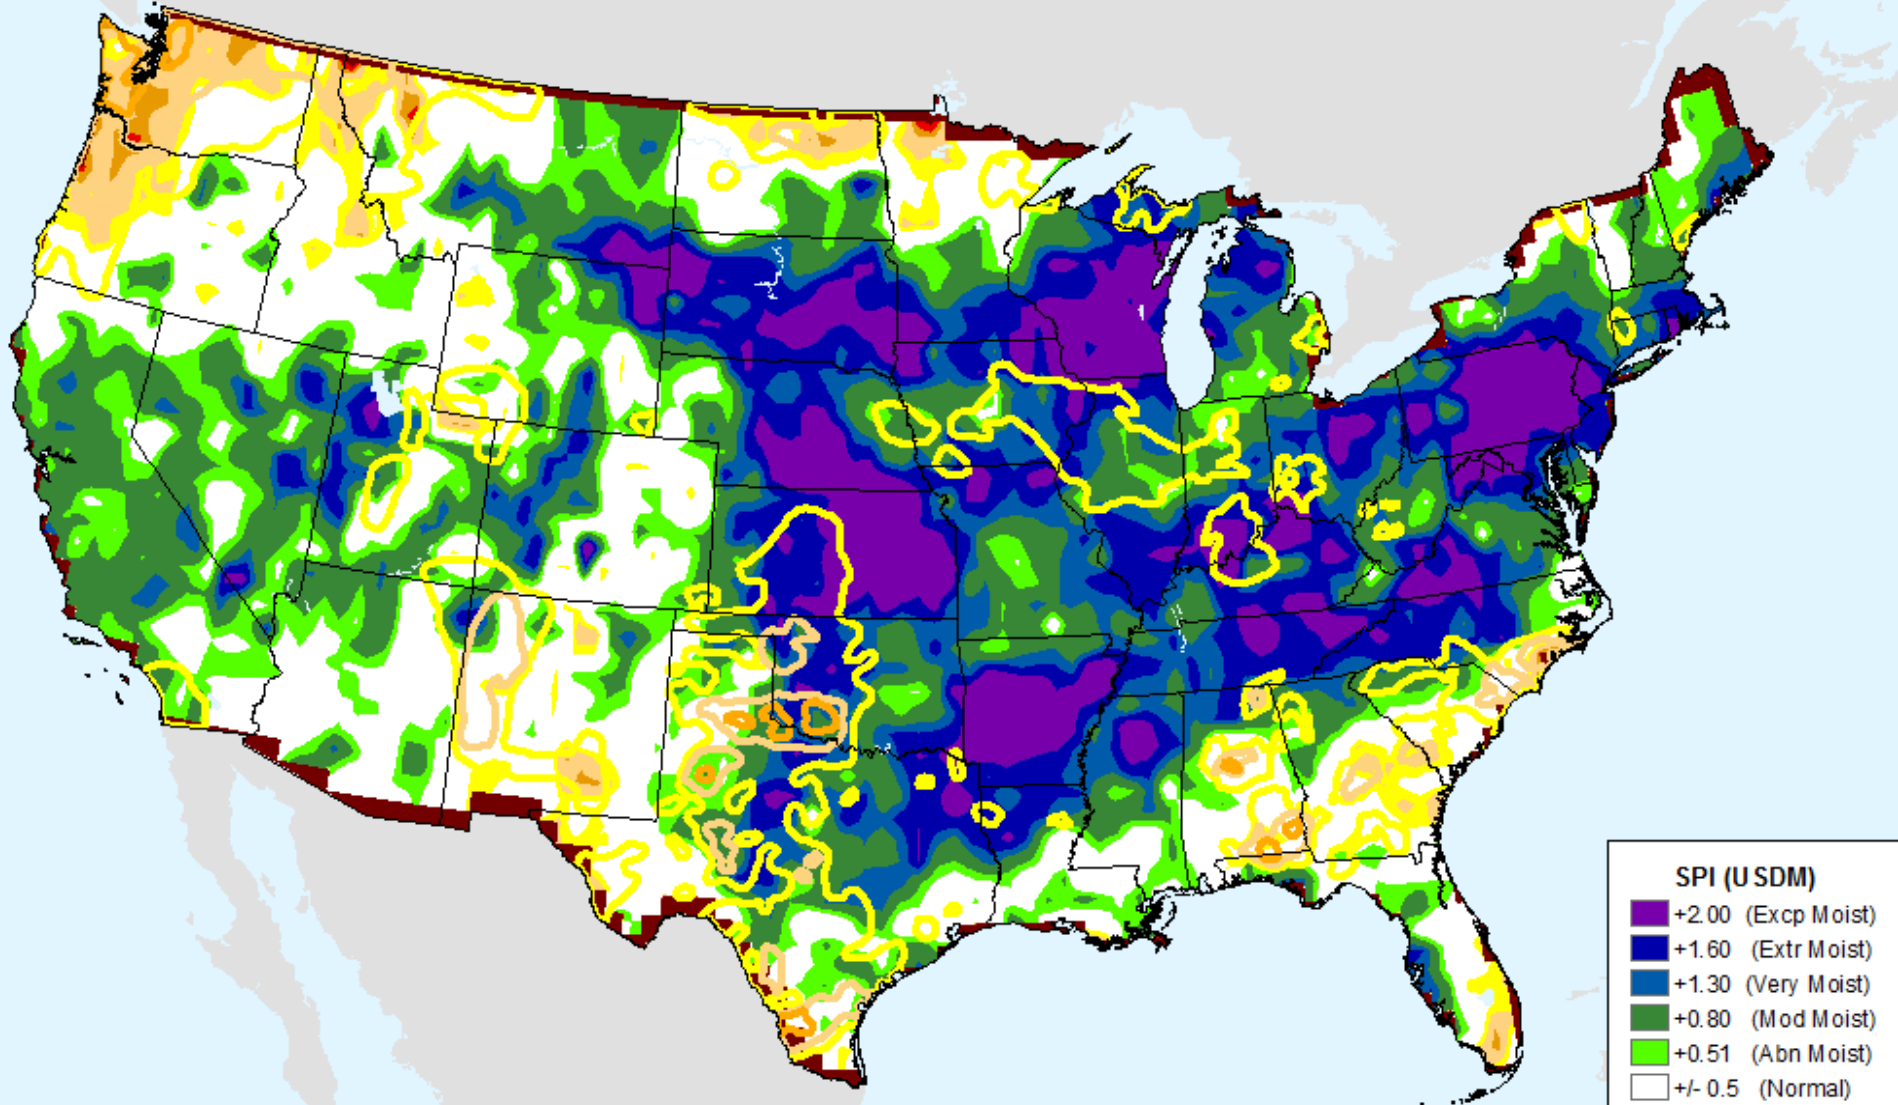 SPI (USDM)
+2.00 (Excp Moist)
+1.60 (Extr Moist)
+1.30 (Very Moist)
+0.80 (Mod Moist)
+0.51 (Abn Moist)
+/- 0.5 (Normal)